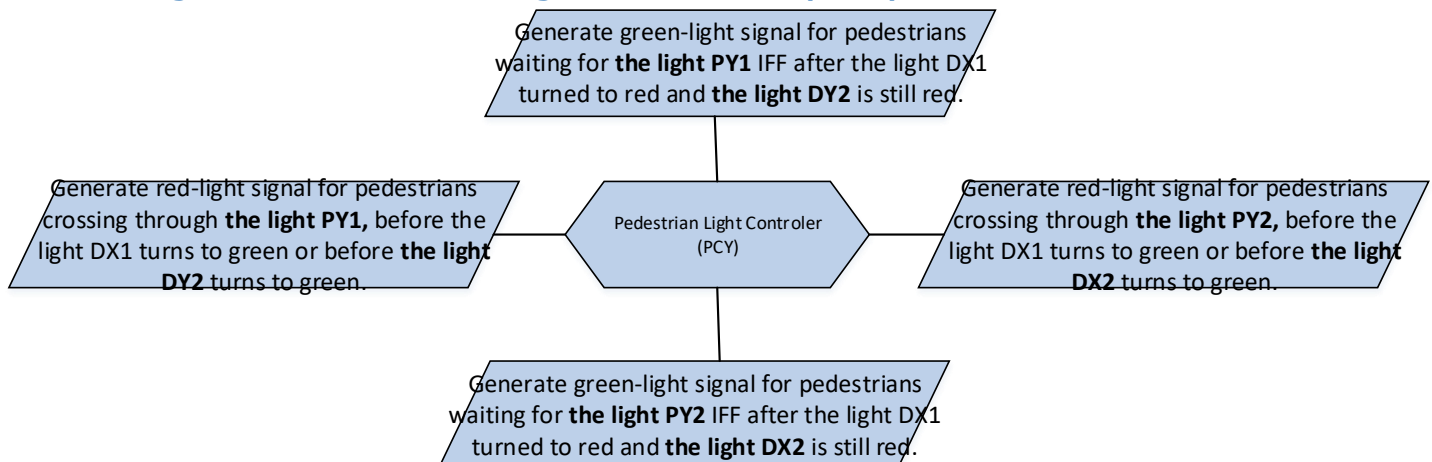 Generate green-light signal for pedestrians
waiting for the light PY1 IFF after the light DX1
turned to red and the light DY2 is still red.
Generate red-light signal for pedestrians
crossing through the light PY1, before the
light DX1 turns to green or before the light
DY2 turns to green.
Pedestrian Light Controler
(PCY)
Generate red-light signal for pedestrians
crossing through the light PY2, before the
light DX1 turns to green or before the light
DX2 turns to green.
Generate green-light signal for pedestrians
waiting for the light PY2 IFF after the light DX1
turned to red and the light DX2 is still red.